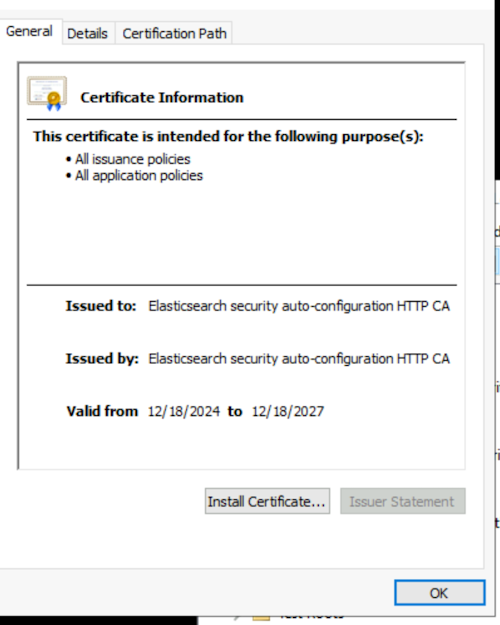 General Details Certification Path
Certificate Information
This certificate is intended for the following purpose(s):
• All issuance policies
• All application policies
Issued to: Elasticsearch security auto-configuration HTTP CA
Issued by: Elasticsearch security auto-configuration HTTP CA
Valid from 12/18/2024 to 12/18/2027
Install Certificate... Issuer Statement
OK